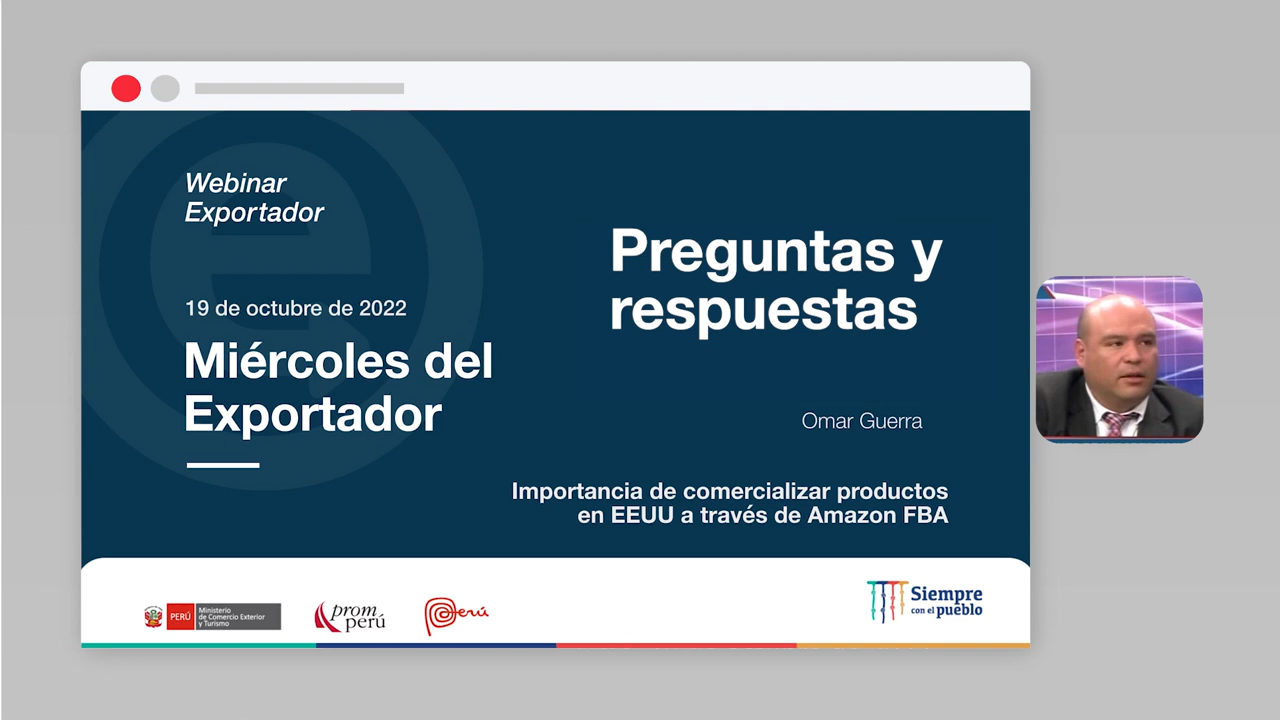 Webinar
Exportador
19 de octubre de 2022
Miércoles del
Exportador
Preguntas y
respuestas
Omar Guerra
Importancia de comercializar productos
en EEUU a través de Amazon FBA
PERÚ
Ministerio
de Comercio Exterior
y Turismo
prom
perú
Perú
Siempre
con el pueblo